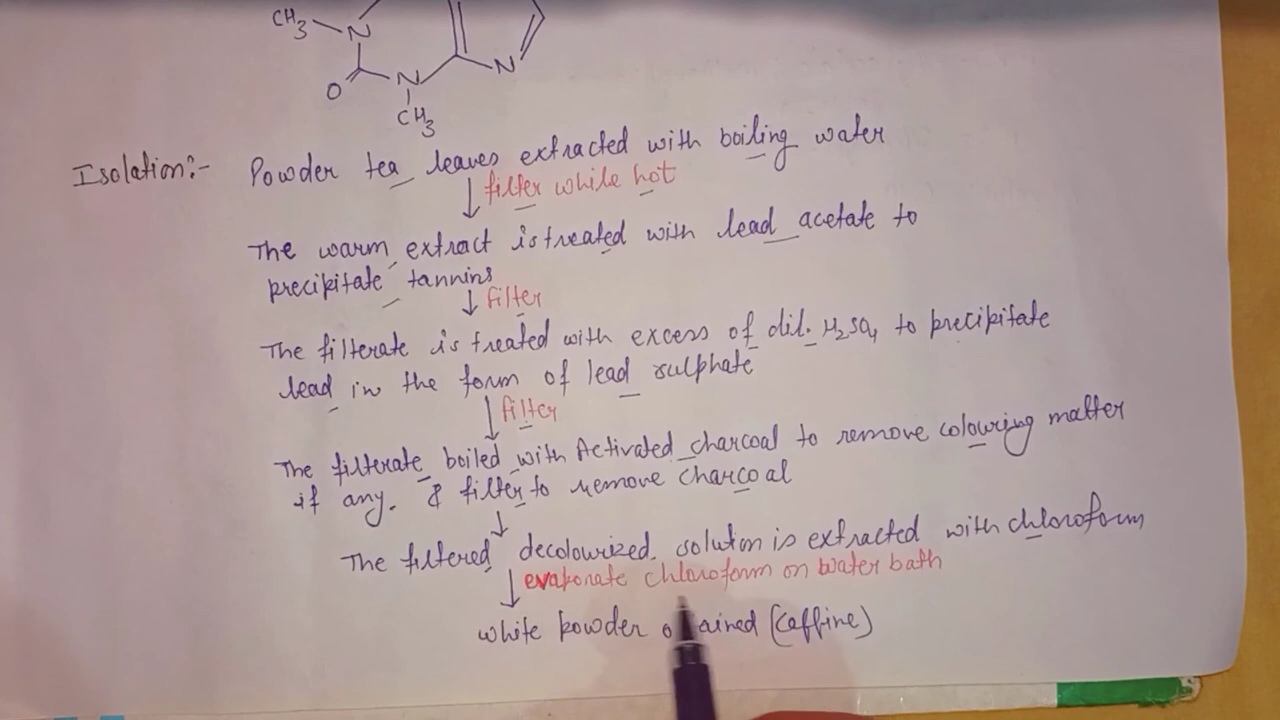 CH3 N
O N N
CH3
Isolation:- Powder tea leaves extracted with boiling water
↓ filter while hot
The warm extract is treated with lead acetate to
precipitate tannins
↓ filter
The filterate is treated with excess of dil. H2SO4 to precipitate
lead in the form of lead sulphate
↓ filter
The filterate boiled with Activated charcoal to remove colouring matter
if any. & filter to remove charcoal
↓
The filtered decolourized. solution is extracted with chloroform
↓ evaporate chloroform on water bath
white powder (caffine)